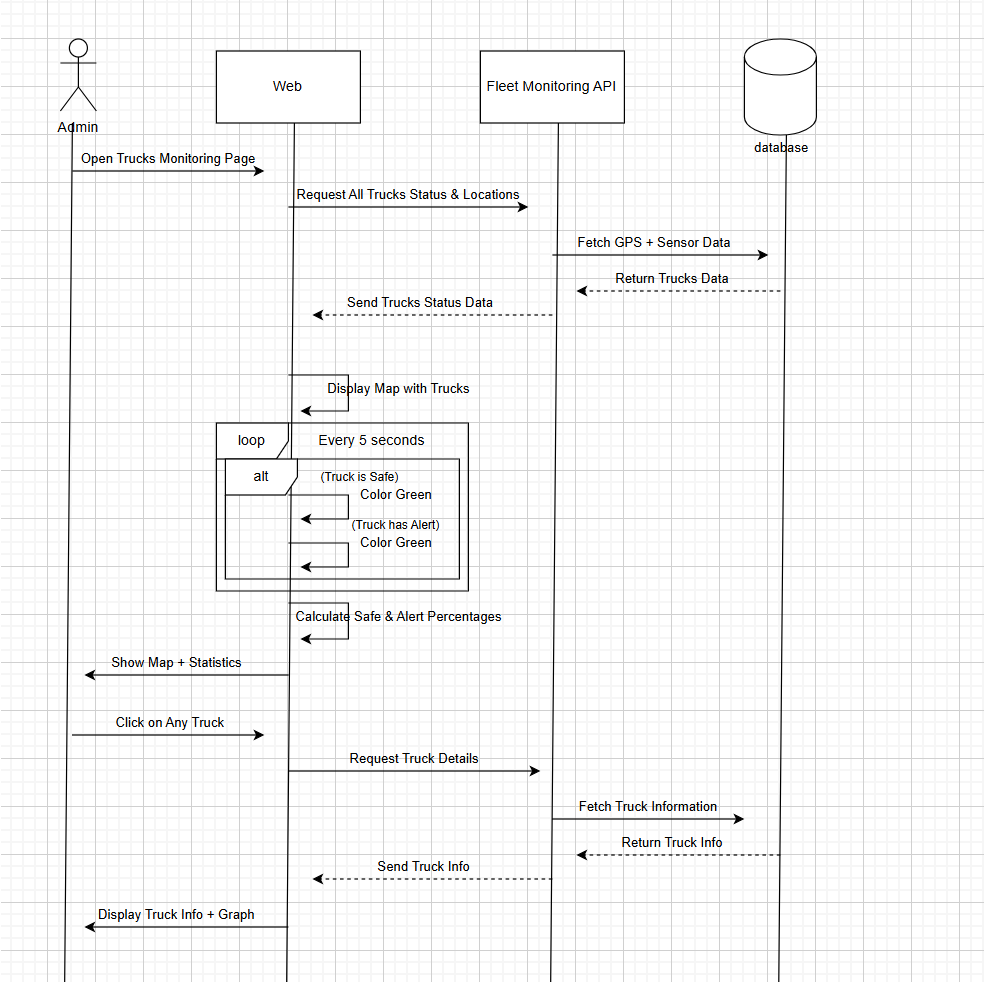 Web
Fleet Monitoring API
Admin
database
Open Trucks Monitoring Page
Request All Trucks Status & Locations
Fetch GPS + Sensor Data
Return Trucks Data
Send Trucks Status Data
Display Map with Trucks
loop
Every 5 seconds
alt
(Truck is Safe)
Color Green
(Truck has Alert)
Color Green
Calculate Safe & Alert Percentages
Show Map + Statistics
Click on Any Truck
Request Truck Details
Fetch Truck Information
Return Truck Info
Send Truck Info
Display Truck Info + Graph